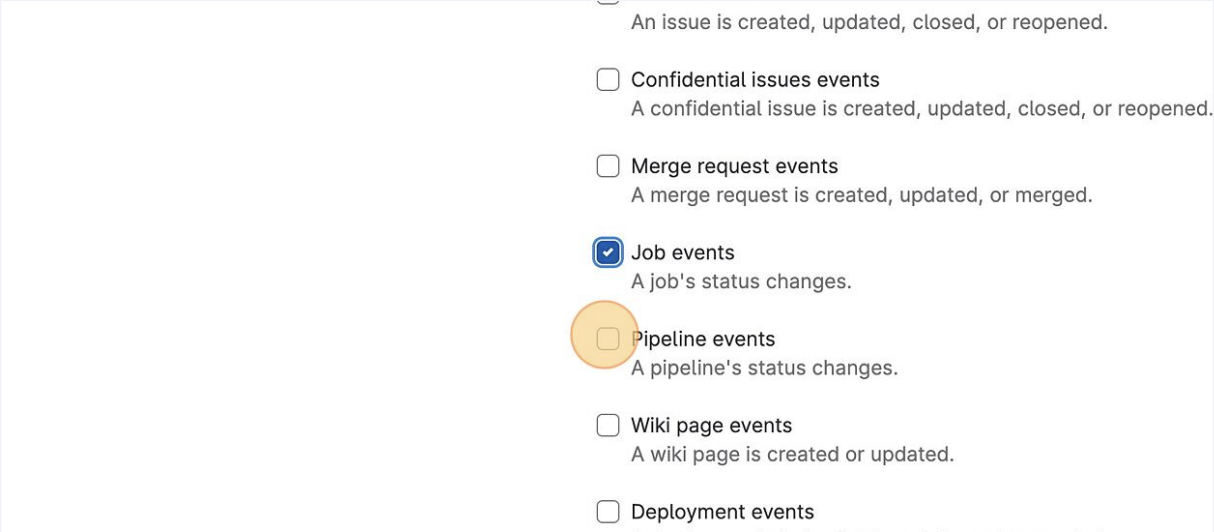 An issue is created, updated, closed, or reopened.
Confidential issues events
A confidential issue is created, updated, closed, or reopened.
Merge request events
A merge request is created, updated, or merged.
Job events
A job's status changes.
Pipeline events
A pipeline's status changes.
Wiki page events
A wiki page is created or updated.
Deployment events